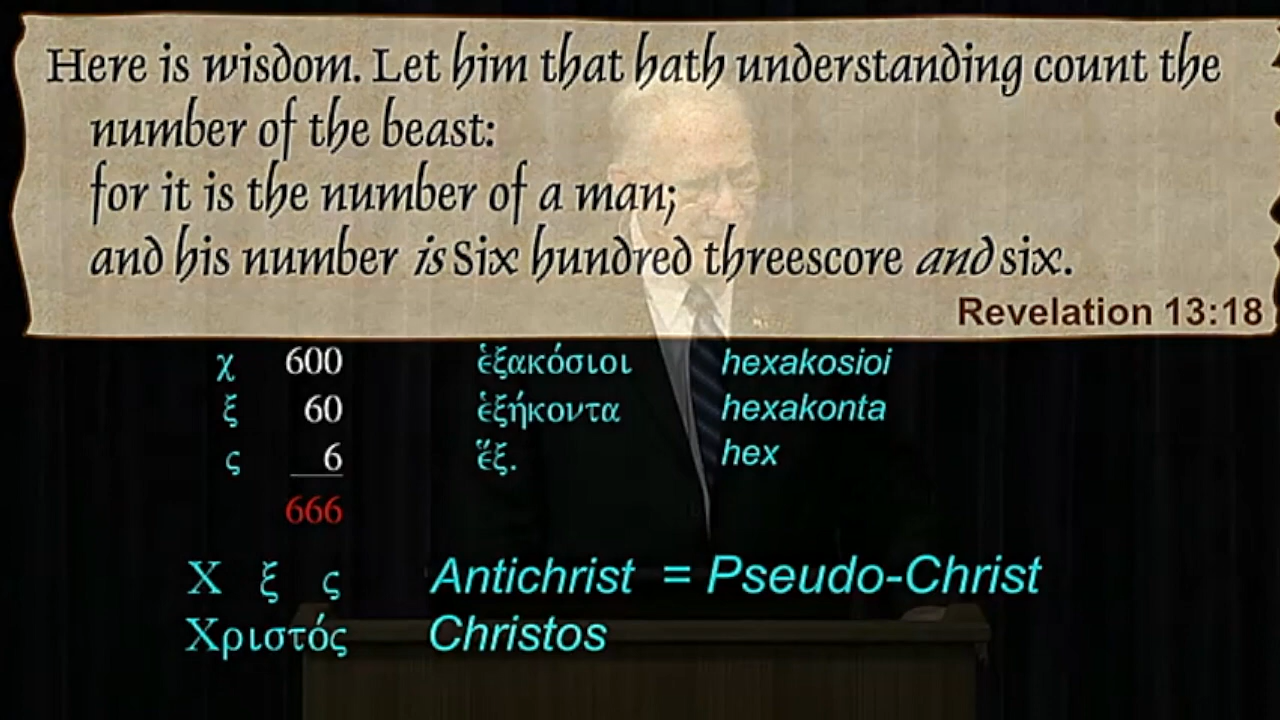 Here is wisdom. Let him that hath understanding count the
number of the beast:
for it is the number of a man;
and his number is Six hundred threescore and six.
Revelation 13:18
χ 600 ἑξακόσιοι hexakosioi
ξ 60 ἑξήκοντα hexakonta
ς 6 ἕξ. hex
666
Χ ξ ς Antichrist = Pseudo-Christ
Χριστός Christos